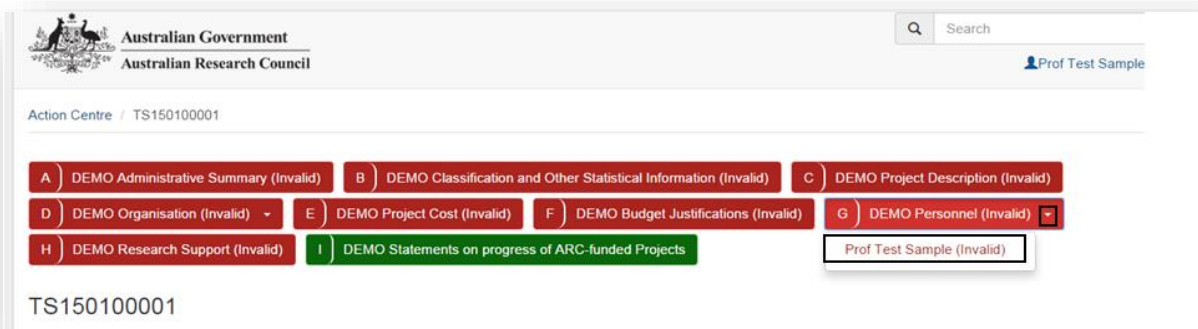 Australian Government
Australian Research Council
Search
Prof Test Sample
Action Centre / TS150100001
A DEMO Administrative Summary (Invalid) B DEMO Classification and Other Statistical Information (Invalid) C DEMO Project Description (Invalid)
D DEMO Organisation (Invalid) E DEMO Project Cost (Invalid) F DEMO Budget Justifications (Invalid) G DEMO Personnel (Invalid)
H DEMO Research Support (Invalid) I DEMO Statements on progress of ARC-funded Projects Prof Test Sample (Invalid)
TS150100001